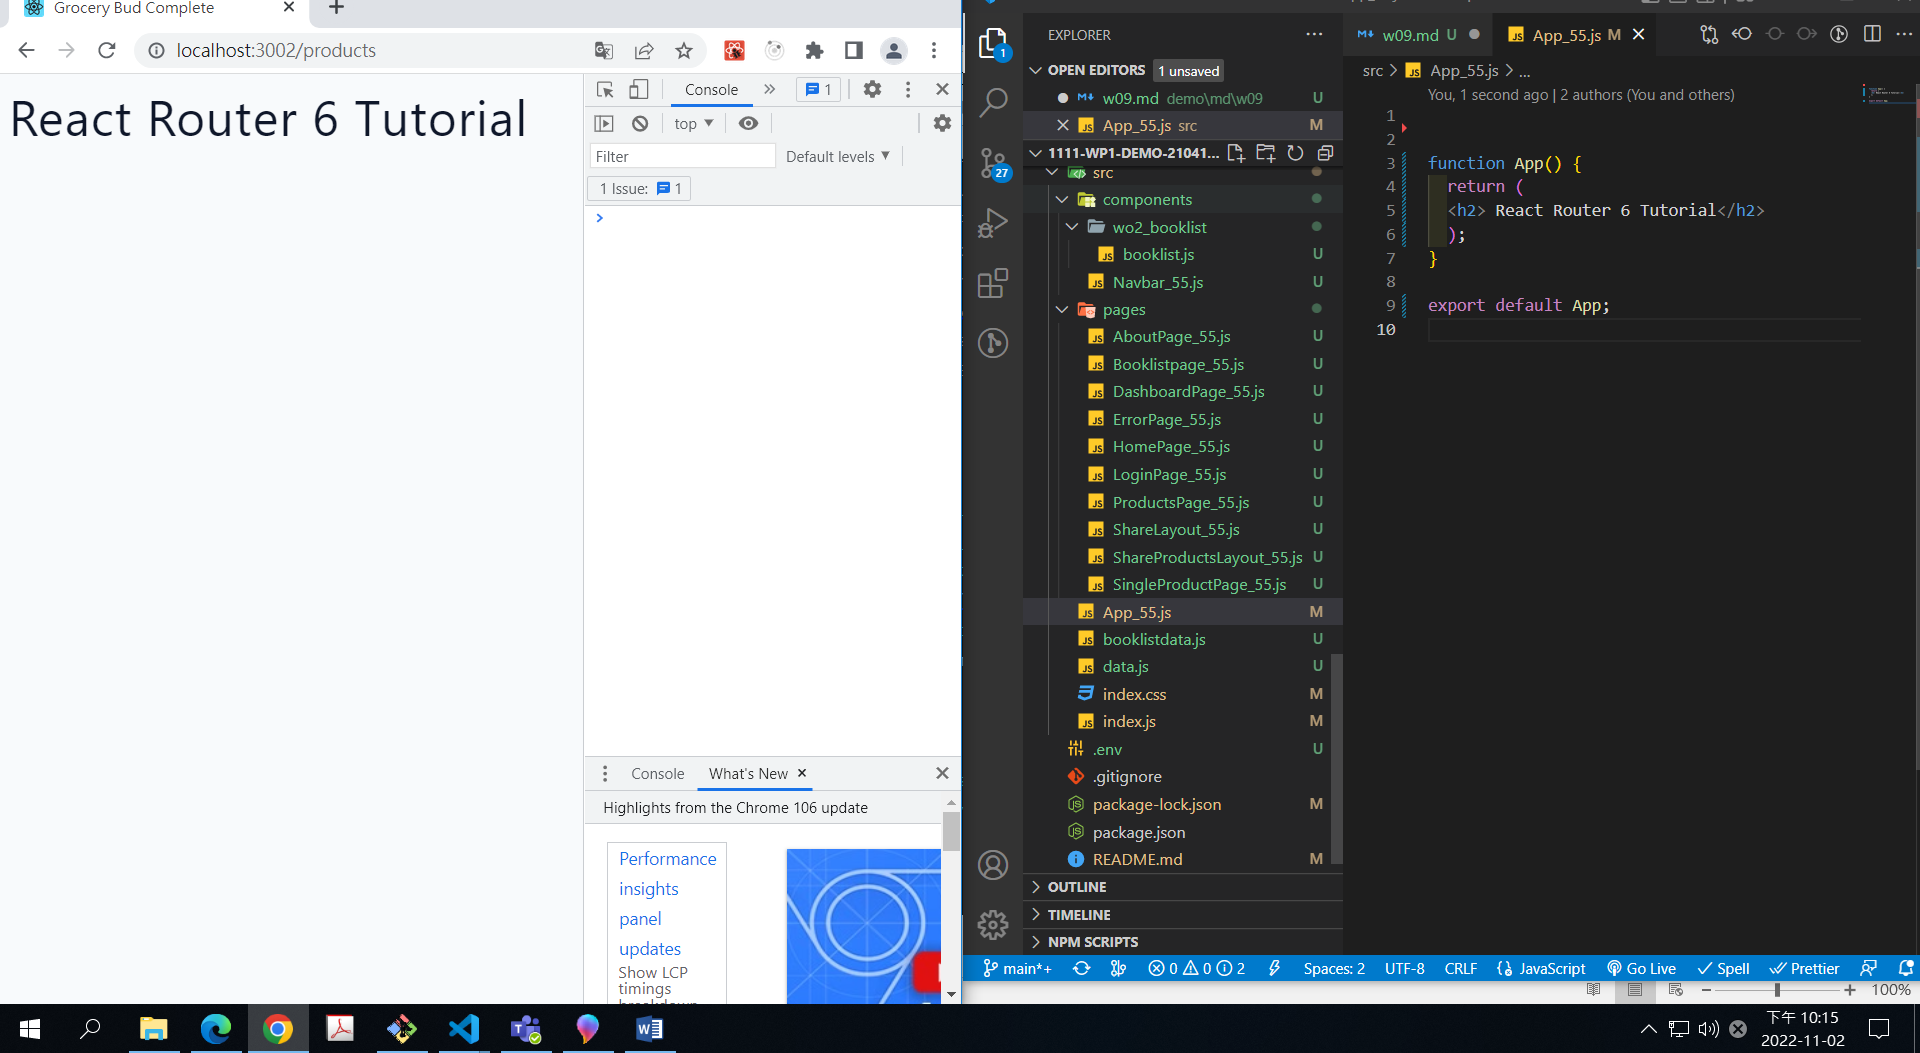 Grocery Bud Complete
localhost:3002/products
React Router 6 Tutorial
Console
1
top
Filter
Default levels
1 Issue: 1
Console
What's New
Highlights from the Chrome 106 update
Performance
insights
panel
updates
Show LCP
timings
EXPLORER
OPEN EDITORS
1 unsaved
w09.md demo\md\w09 U
App_55.js src M
1111-WP1-DEMO-21041...
src
components
wo2_booklist
booklist.js U
Navbar_55.js U
pages
AboutPage_55.js U
Booklistpage_55.js U
DashboardPage_55.js U
ErrorPage_55.js U
HomePage_55.js U
LoginPage_55.js U
ProductsPage_55.js U
ShareLayout_55.js U
ShareProductsLayout_55.js U
SingleProductPage_55.js U
App_55.js M
booklistdata.js U
data.js U
index.css M
index.js M
.env U
.gitignore
package-lock.json M
package.json
README.md M
OUTLINE
TIMELINE
NPM SCRIPTS
1
27
w09.md U
App_55.js M
src > App_55.js > ...
You, 1 second ago | 2 authors (You and others)
1
2
3 function App() {
4 return (
5 <h2> React Router 6 Tutorial</h2>
6 );
7 }
8
9 export default App;
10
main*+
0 0 2
Spaces: 2
UTF-8
CRLF
JavaScript
Go Live
Spell
Prettier
100%
下午 10:15
2022-11-02